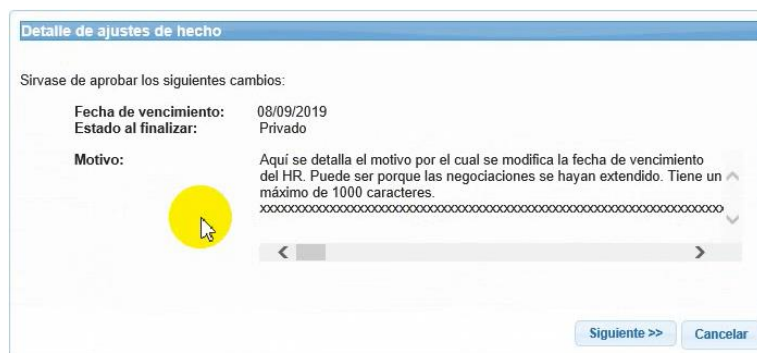 Detalle de ajustes de hecho
Sirvase de aprobar los siguientes cambios:
Fecha de vencimiento: 08/09/2019
Estado al finalizar: Privado
Motivo: Aquí se detalla el motivo por el cual se modifica la fecha de vencimiento
del HR. Puede ser porque las negociaciones se hayan extendido. Tiene un
máximo de 1000 caracteres.
xxxxxxxxxxxxxxxxxxxxxxxxxxxxxxxxxxxxxxxxxxxxxxxxxxxxxxxxxxxxxxxxxxx
Siguiente >> Cancelar